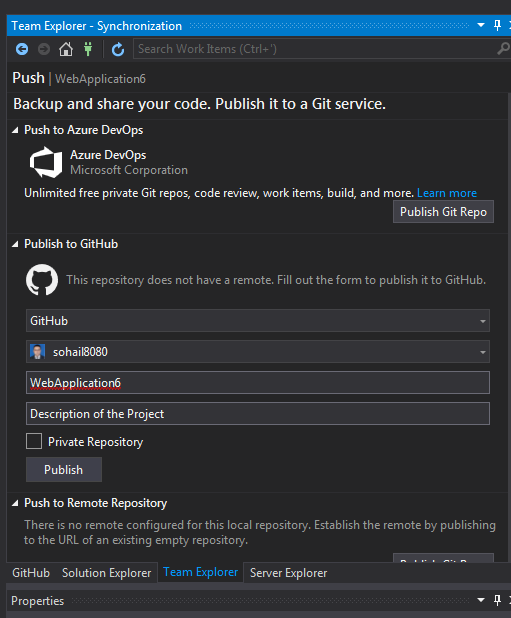 Team Explorer - Synchronization
Search Work Items (Ctrl+')
Push | WebApplication6
Backup and share your code. Publish it to a Git service.
Push to Azure DevOps
Azure DevOps
Microsoft Corporation
Unlimited free private Git repos, code review, work items, build, and more. Learn more
Publish Git Repo
Publish to GitHub
This repository does not have a remote. Fill out the form to publish it to GitHub.
GitHub
sohail8080
WebApplication6
Description of the Project
Private Repository
Publish
Push to Remote Repository
There is no remote configured for this local repository. Establish the remote by publishing
to the URL of an existing empty repository.
Publish Git Repo
GitHub Solution Explorer Team Explorer Server Explorer
Properties